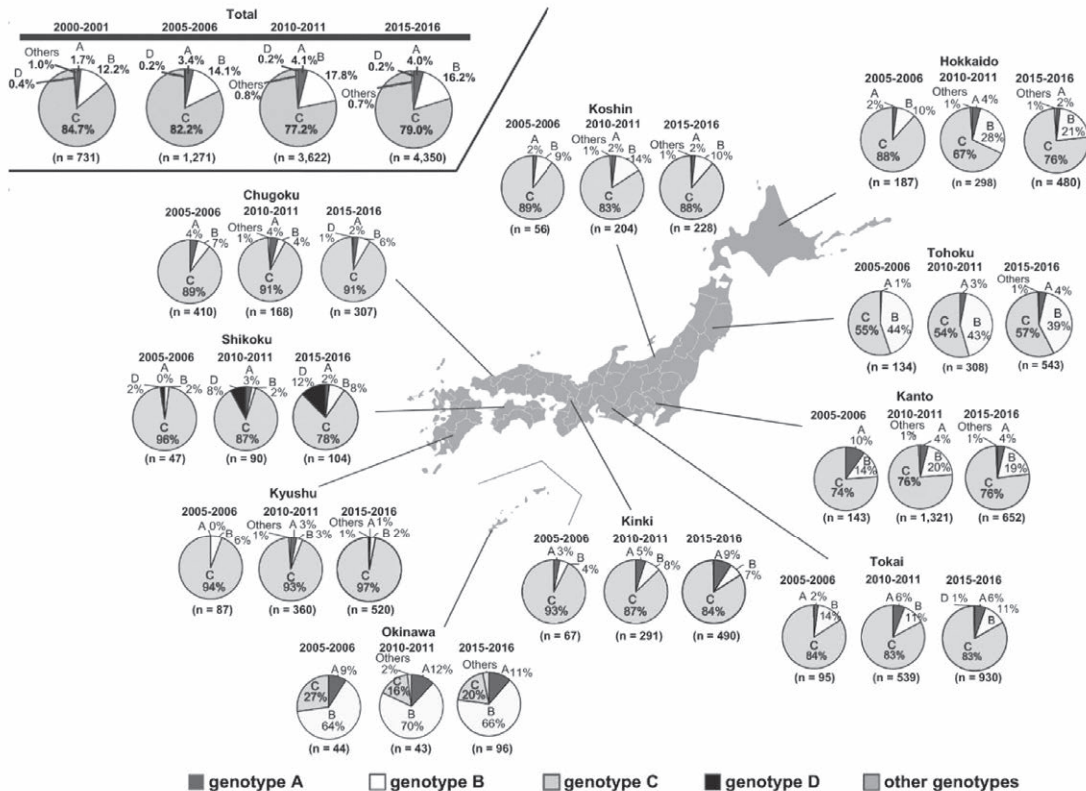 Total
2000-2001 2005-2006 2010-2011 2015-2016
Others 1.0% A 1.7% B 12.2% D 0.4% C 84.7%
D 0.2% A 3.4% B 14.1% C 82.2%
D 0.2% A 4.1% B 17.8% Others 0.8% C 77.2%
D 0.2% A 4.0% B 16.2% Others 0.7% C 79.0%
(n = 731) (n = 1,271) (n = 3,622) (n = 4,350)
Hokkaido
2005-2006 2010-2011 2015-2016
A 2% B 10% C 88%
Others 1% A 4% B 28% C 67%
Others 1% A 2% B 21% C 76%
(n = 187) (n = 298) (n = 480)
Koshin
2005-2006 2010-2011 2015-2016
A 2% B 9% C 89%
Others 1% A 2% B 14% C 83%
Others 1% A 2% B 10% C 88%
(n = 56) (n = 204) (n = 228)
Chugoku
2005-2006 2010-2011 2015-2016
A 4% B 7% C 89%
Others 1% A 4% B 4% C 91%
D 1% A 2% B 6% C 91%
(n = 410) (n = 168) (n = 307)
Tohoku
2005-2006 2010-2011 2015-2016
A 1% B 44% C 55%
A 3% B 43% C 54%
Others 1% A 4% B 39% C 57%
(n = 134) (n = 308) (n = 543)
Shikoku
2005-2006 2010-2011 2015-2016
D 2% A 0% B 2% C 96%
D 8% A 3% B 2% C 87%
D 12% A 2% B 8% C 78%
(n = 47) (n = 90) (n = 104)
Kanto
2005-2006 2010-2011 2015-2016
A 10% B 14% C 74%
Others 1% A 4% B 20% C 76%
Others 1% A 4% B 19% C 76%
(n = 143) (n = 1,321) (n = 652)
Kyushu
2005-2006 2010-2011 2015-2016
A 0% B 6% C 94%
Others 1% A 3% B 3% C 93%
Others 1% A 1% B 2% C 97%
(n = 87) (n = 360) (n = 520)
Kinki
2005-2006 2010-2011 2015-2016
A 3% B 4% C 93%
A 5% B 8% C 87%
A 9% B 7% C 84%
(n = 67) (n = 291) (n = 490)
Tokai
2005-2006 2010-2011 2015-2016
A 2% B 14% C 84%
A 6% B 11% C 83%
D 1% A 6% B 11% C 83%
(n = 95) (n = 539) (n = 930)
Okinawa
2005-2006 2010-2011 2015-2016
A 9% C 27% B 64%
Others 2% A 12% C 16% B 70%
Others A 11% C 20% B 66%
(n = 44) (n = 43) (n = 96)
genotype A genotype B genotype C genotype D other genotypes